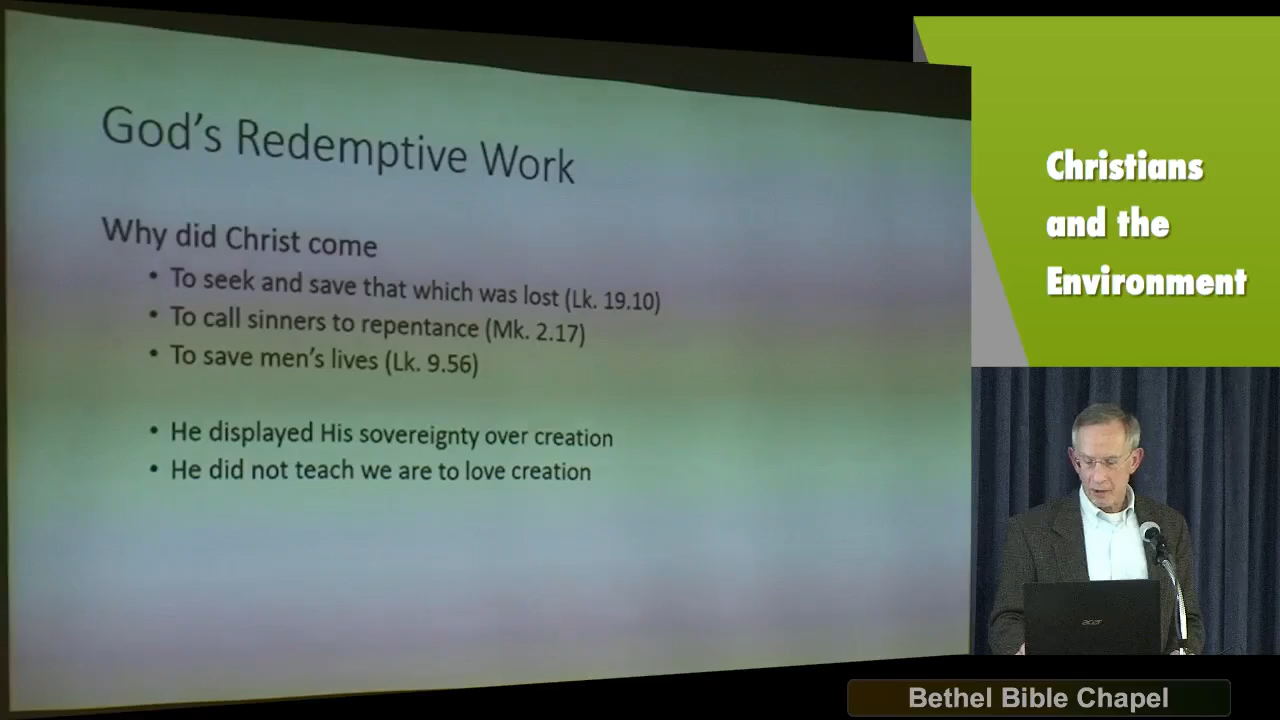 God's Redemptive Work
Why did Christ come
• To seek and save that which was lost (Lk. 19.10)
• To call sinners to repentance (Mk. 2.17)
• To save men's lives (Lk. 9.56)
• He displayed His sovereignty over creation
• He did not teach we are to love creation
Christians
and the
Environment
acer
Bethel Bible Chapel